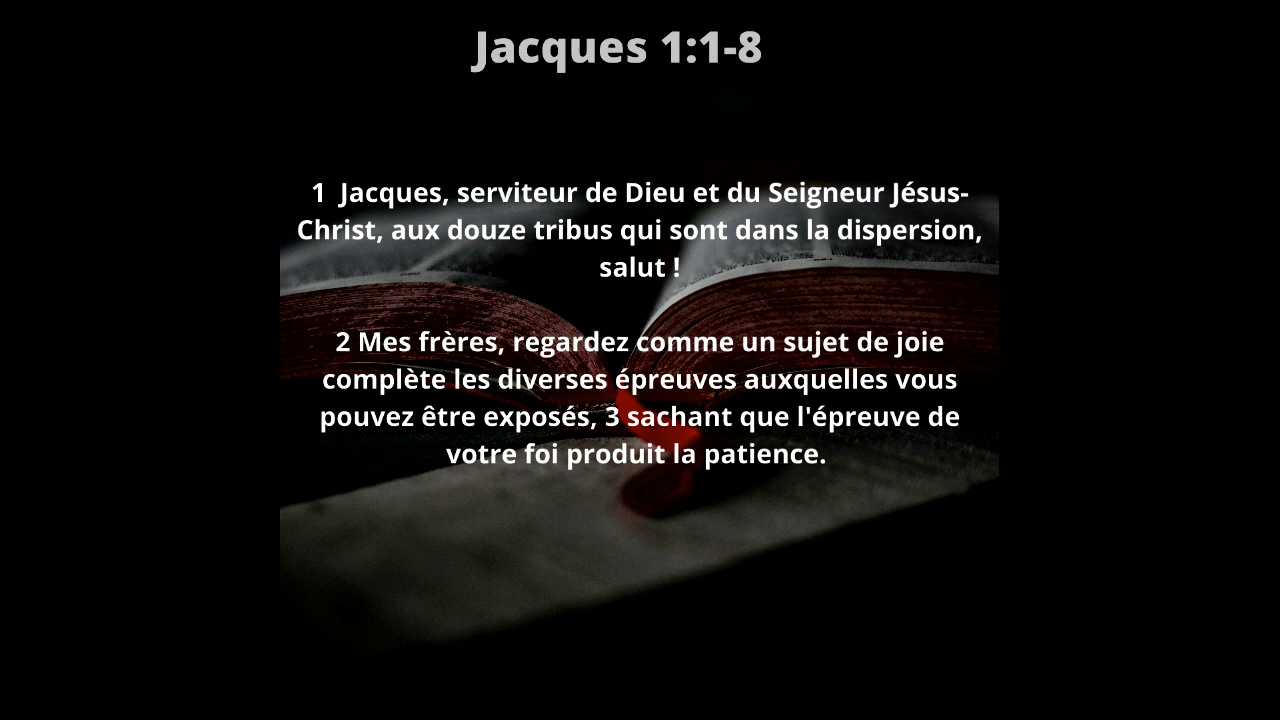 Jacques 1:1-8
1 Jacques, serviteur de Dieu et du Seigneur Jésus-
Christ, aux douze tribus qui sont dans la dispersion,
salut !
2 Mes frères, regardez comme un sujet de joie
complète les diverses épreuves auxquelles vous
pouvez être exposés, 3 sachant que l'épreuve de
votre foi produit la patience.